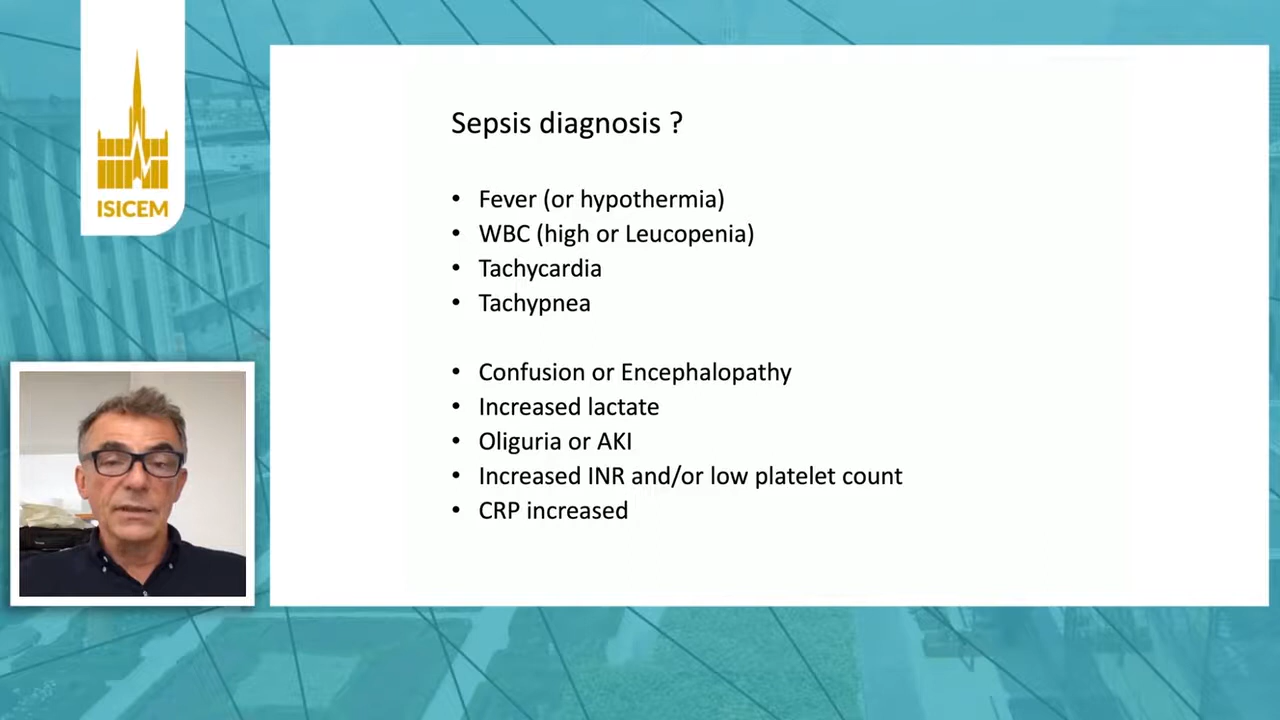 ISICEM
Sepsis diagnosis ?
• Fever (or hypothermia)
• WBC (high or Leucopenia)
• Tachycardia
• Tachypnea
• Confusion or Encephalopathy
• Increased lactate
• Oliguria or AKI
• Increased INR and/or low platelet count
• CRP increased